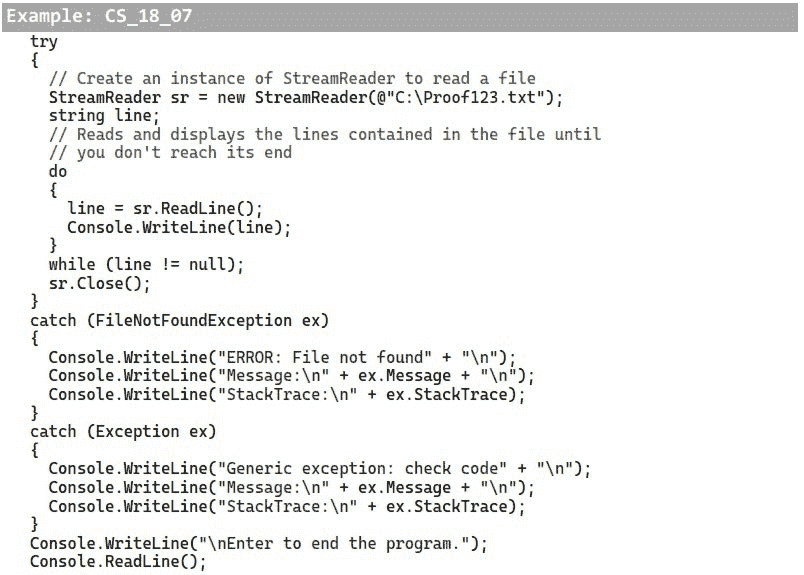 Example: CS_18_07
try
{
  // Create an instance of StreamReader to read a file
  StreamReader sr = new StreamReader(@"C:\Proof123.txt");
  string line;
  // Reads and displays the lines contained in the file until
  // you don't reach its end
  do
  {
    line = sr.ReadLine();
    Console.WriteLine(line);
  }
  while (line != null);
  sr.Close();
}
catch (FileNotFoundException ex)
{
  Console.WriteLine("ERROR: File not found" + "\n");
  Console.WriteLine("Message:\n" + ex.Message + "\n");
  Console.WriteLine("StackTrace:\n" + ex.StackTrace);
}
catch (Exception ex)
{
  Console.WriteLine("Generic exception: check code" + "\n");
  Console.WriteLine("Message:\n" + ex.Message + "\n");
  Console.WriteLine("StackTrace:\n" + ex.StackTrace);
}
Console.WriteLine("\nEnter to end the program.");
Console.ReadLine();